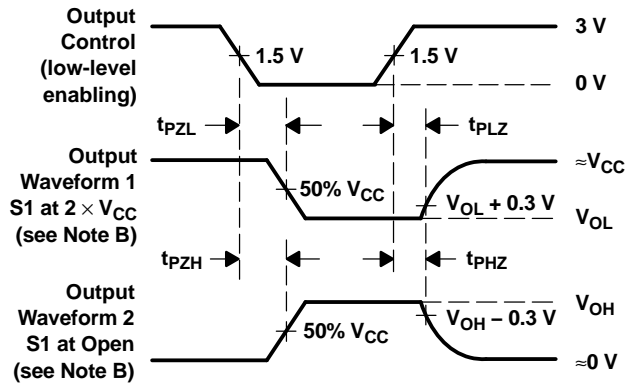 Output
Control
(low-level
enabling)
3 V
1.5 V
1.5 V
0 V
tPZL
tPLZ
Output
Waveform 1
S1 at 2 × VCC
(see Note B)
≈VCC
50% VCC
VOL + 0.3 V
VOL
tPZH
tPHZ
Output
Waveform 2
S1 at Open
(see Note B)
VOH
VOH – 0.3 V
50% VCC
≈0 V